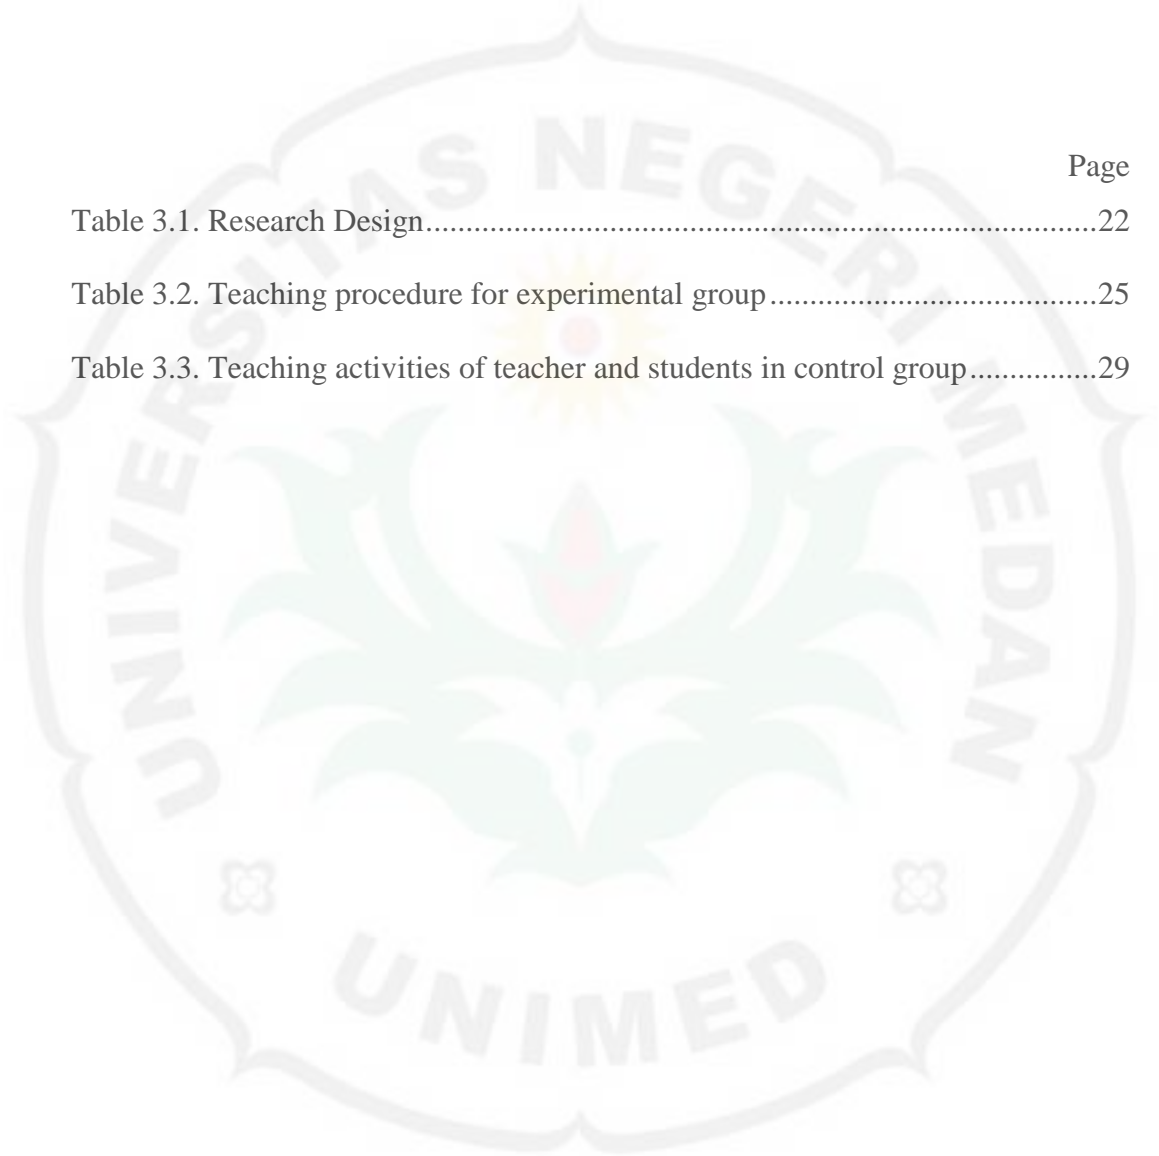 Page
Table 3.1. Research Design..................................................................................22
Table 3.2. Teaching procedure for experimental group........................................25
Table 3.3. Teaching activities of teacher and students in control group................29
UNIVERSITAS NEGERI MEDAN
UNIMED